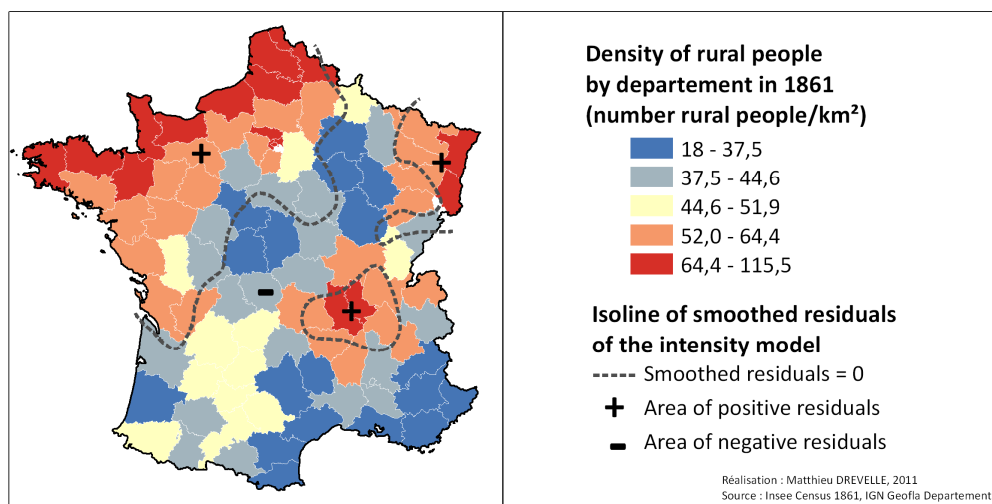 Density of rural people
by departement in 1861
(number rural people/km²)
18 - 37,5
37,5 - 44,6
44,6 - 51,9
52,0 - 64,4
64,4 - 115,5
Isoline of smoothed residuals
of the intensity model
Smoothed residuals = 0
+ Area of positive residuals
- Area of negative residuals
Réalisation : Matthieu DREVELLE, 2011
Source : Insee Census 1861, IGN Geofla Departement